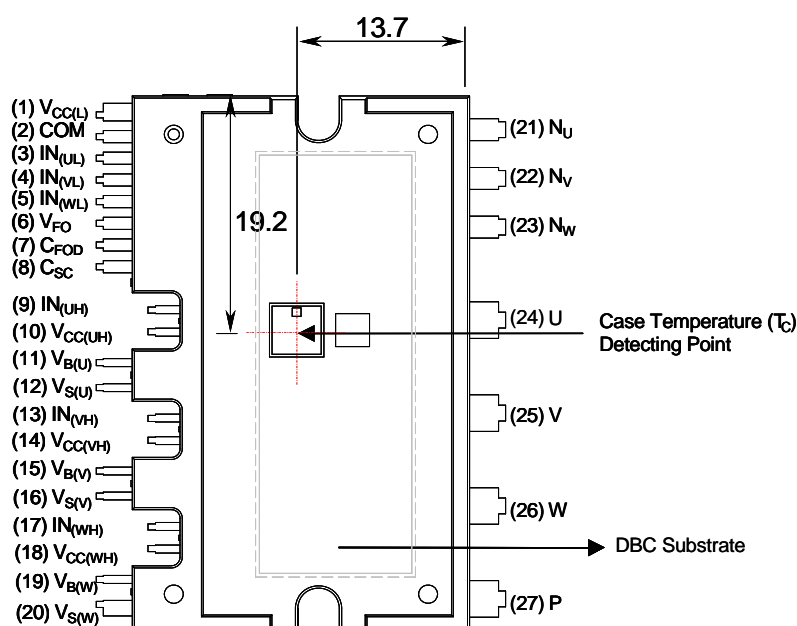 13.7
19.2
(1) VCC(L)
(2) COM
(3) IN(UL)
(4) IN(VL)
(5) IN(WL)
(6) VFO
(7) CFOD
(8) CSC
(9) IN(UH)
(10) VCC(UH)
(11) VB(U)
(12) VS(U)
(13) IN(VH)
(14) VCC(VH)
(15) VB(V)
(16) VS(V)
(17) IN(WH)
(18) VCC(WH)
(19) VB(W)
(20) VS(W)
(21) NU
(22) NV
(23) NW
(24) U
(25) V
(26) W
(27) P
Case Temperature (TC)
Detecting Point
DBC Substrate